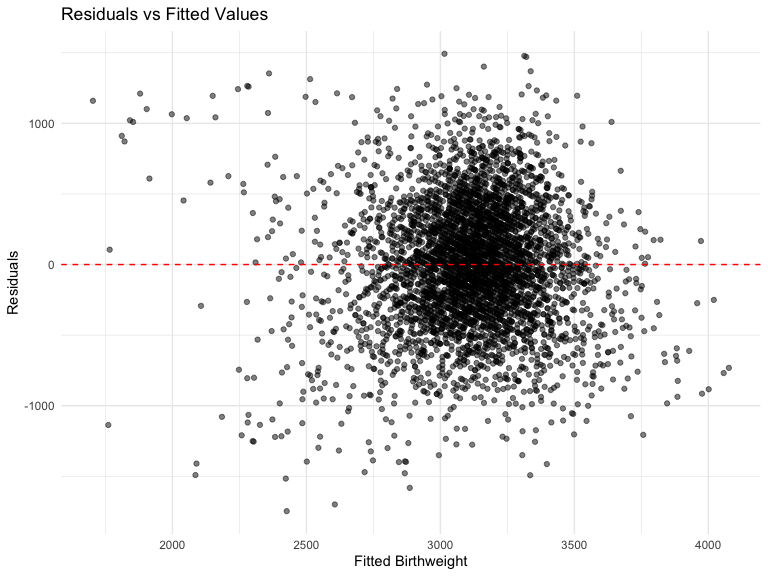 Residuals vs Fitted Values
Residuals
1000
0
-1000
2000 2500 3000 3500 4000
Fitted Birthweight